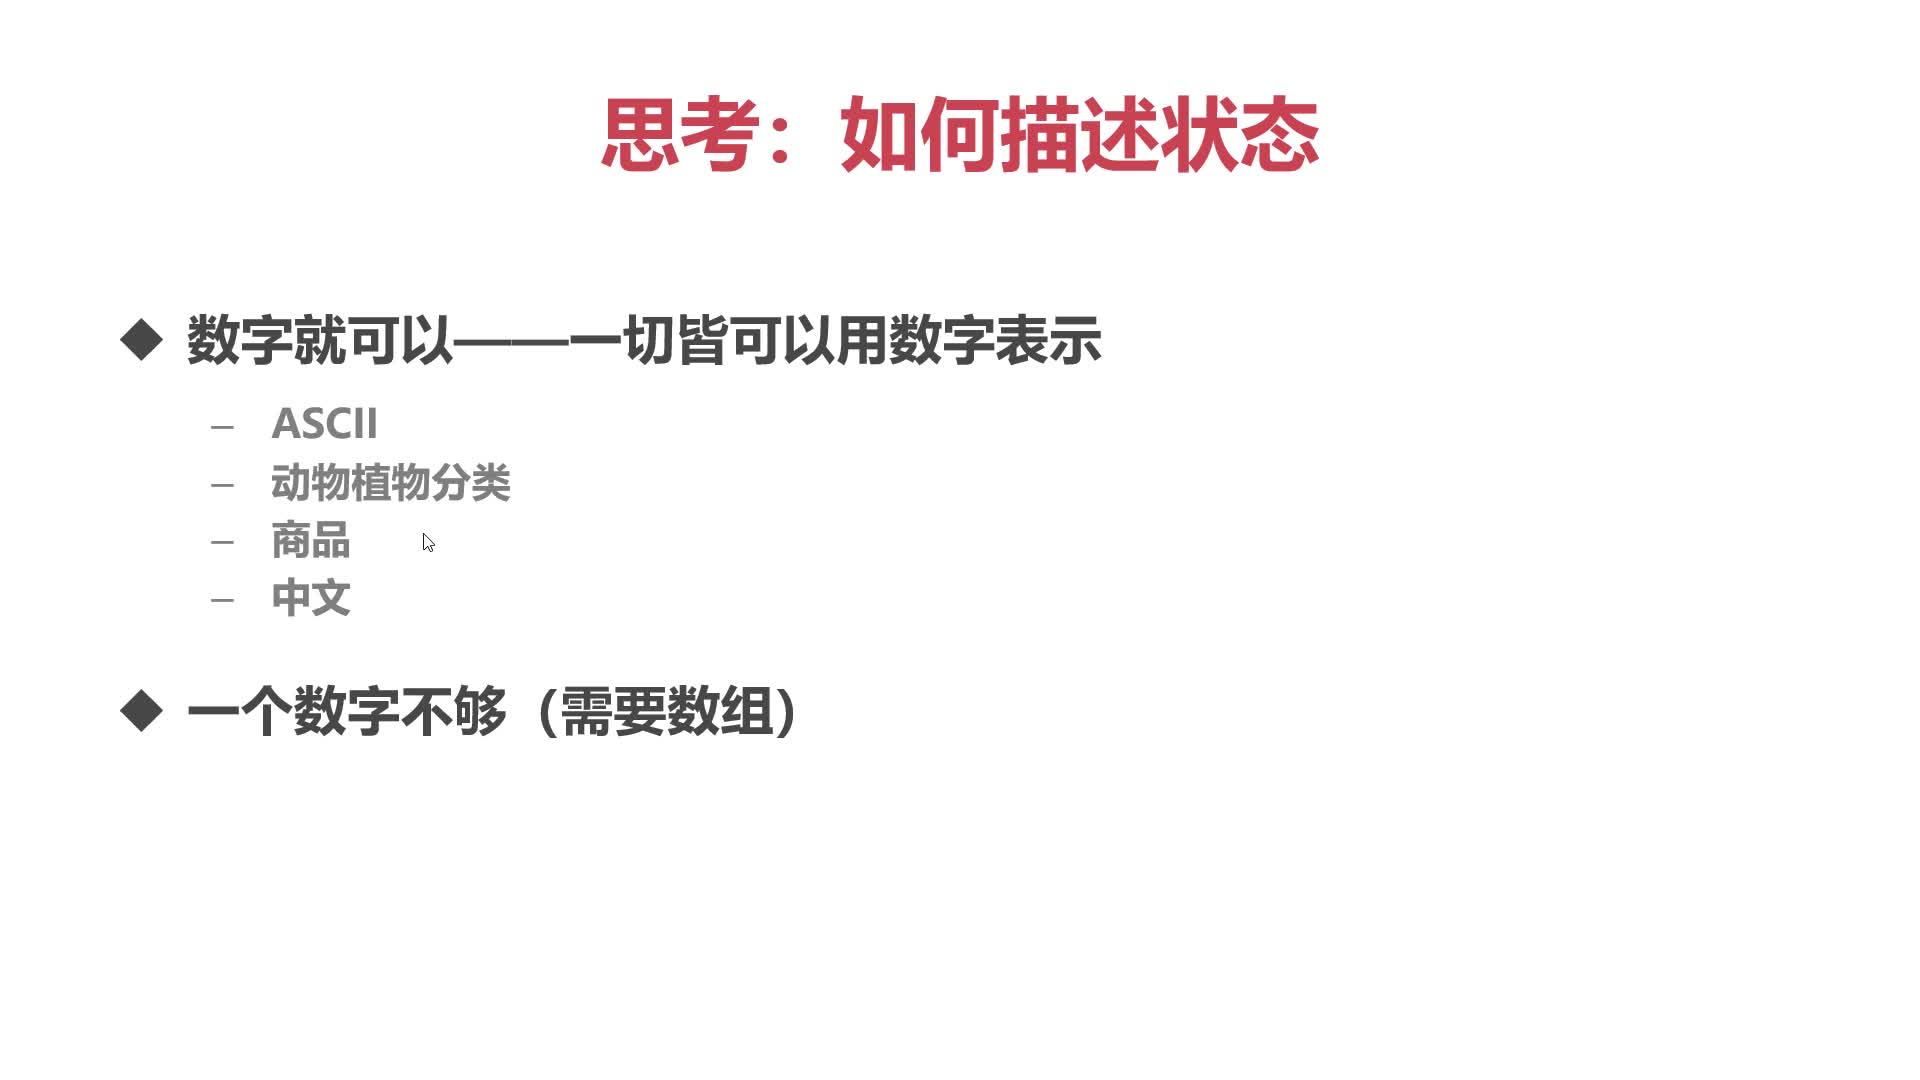 思考：如何描述状态
◆ 数字就可以——一切皆可以用数字表示
– ASCII
– 动物植物分类
– 商品
– 中文
◆ 一个数字不够（需要数组）